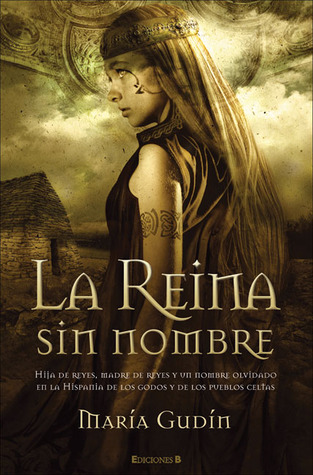 La Reina
sin nombre
Hija de reyes, madre de reyes y un nombre olvidado
en la Hispania de los godos y de los pueblos celtas
María Gudín
Ediciones B